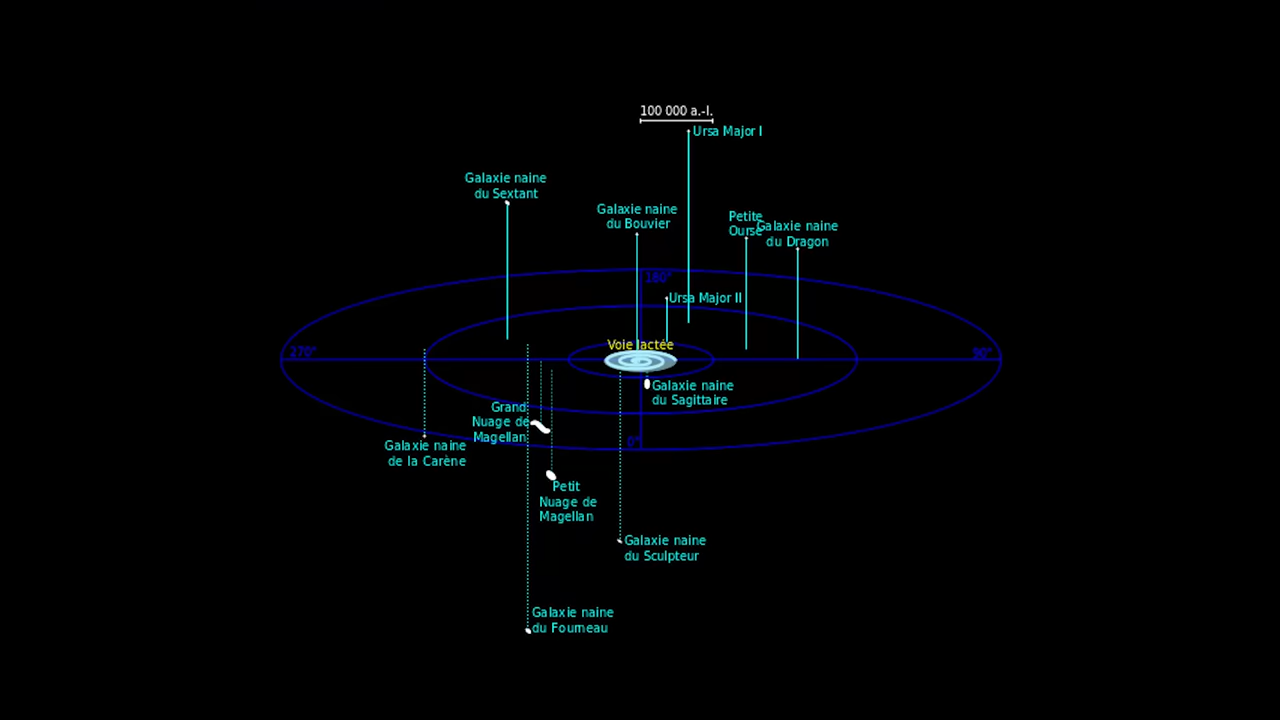 100 000 a.-l.
Ursa Major I
Galaxie naine
du Sextant
Galaxie naine
du Bouvier
Petite
Ourse
Galaxie naine
du Dragon
180°
Ursa Major II
Voie lactée
270°
90°
Galaxie naine
du Sagittaire
Grand
Nuage de
Magellan
0°
Galaxie naine
de la Carène
Petit
Nuage de
Magellan
Galaxie naine
du Sculpteur
Galaxie naine
du Fourneau